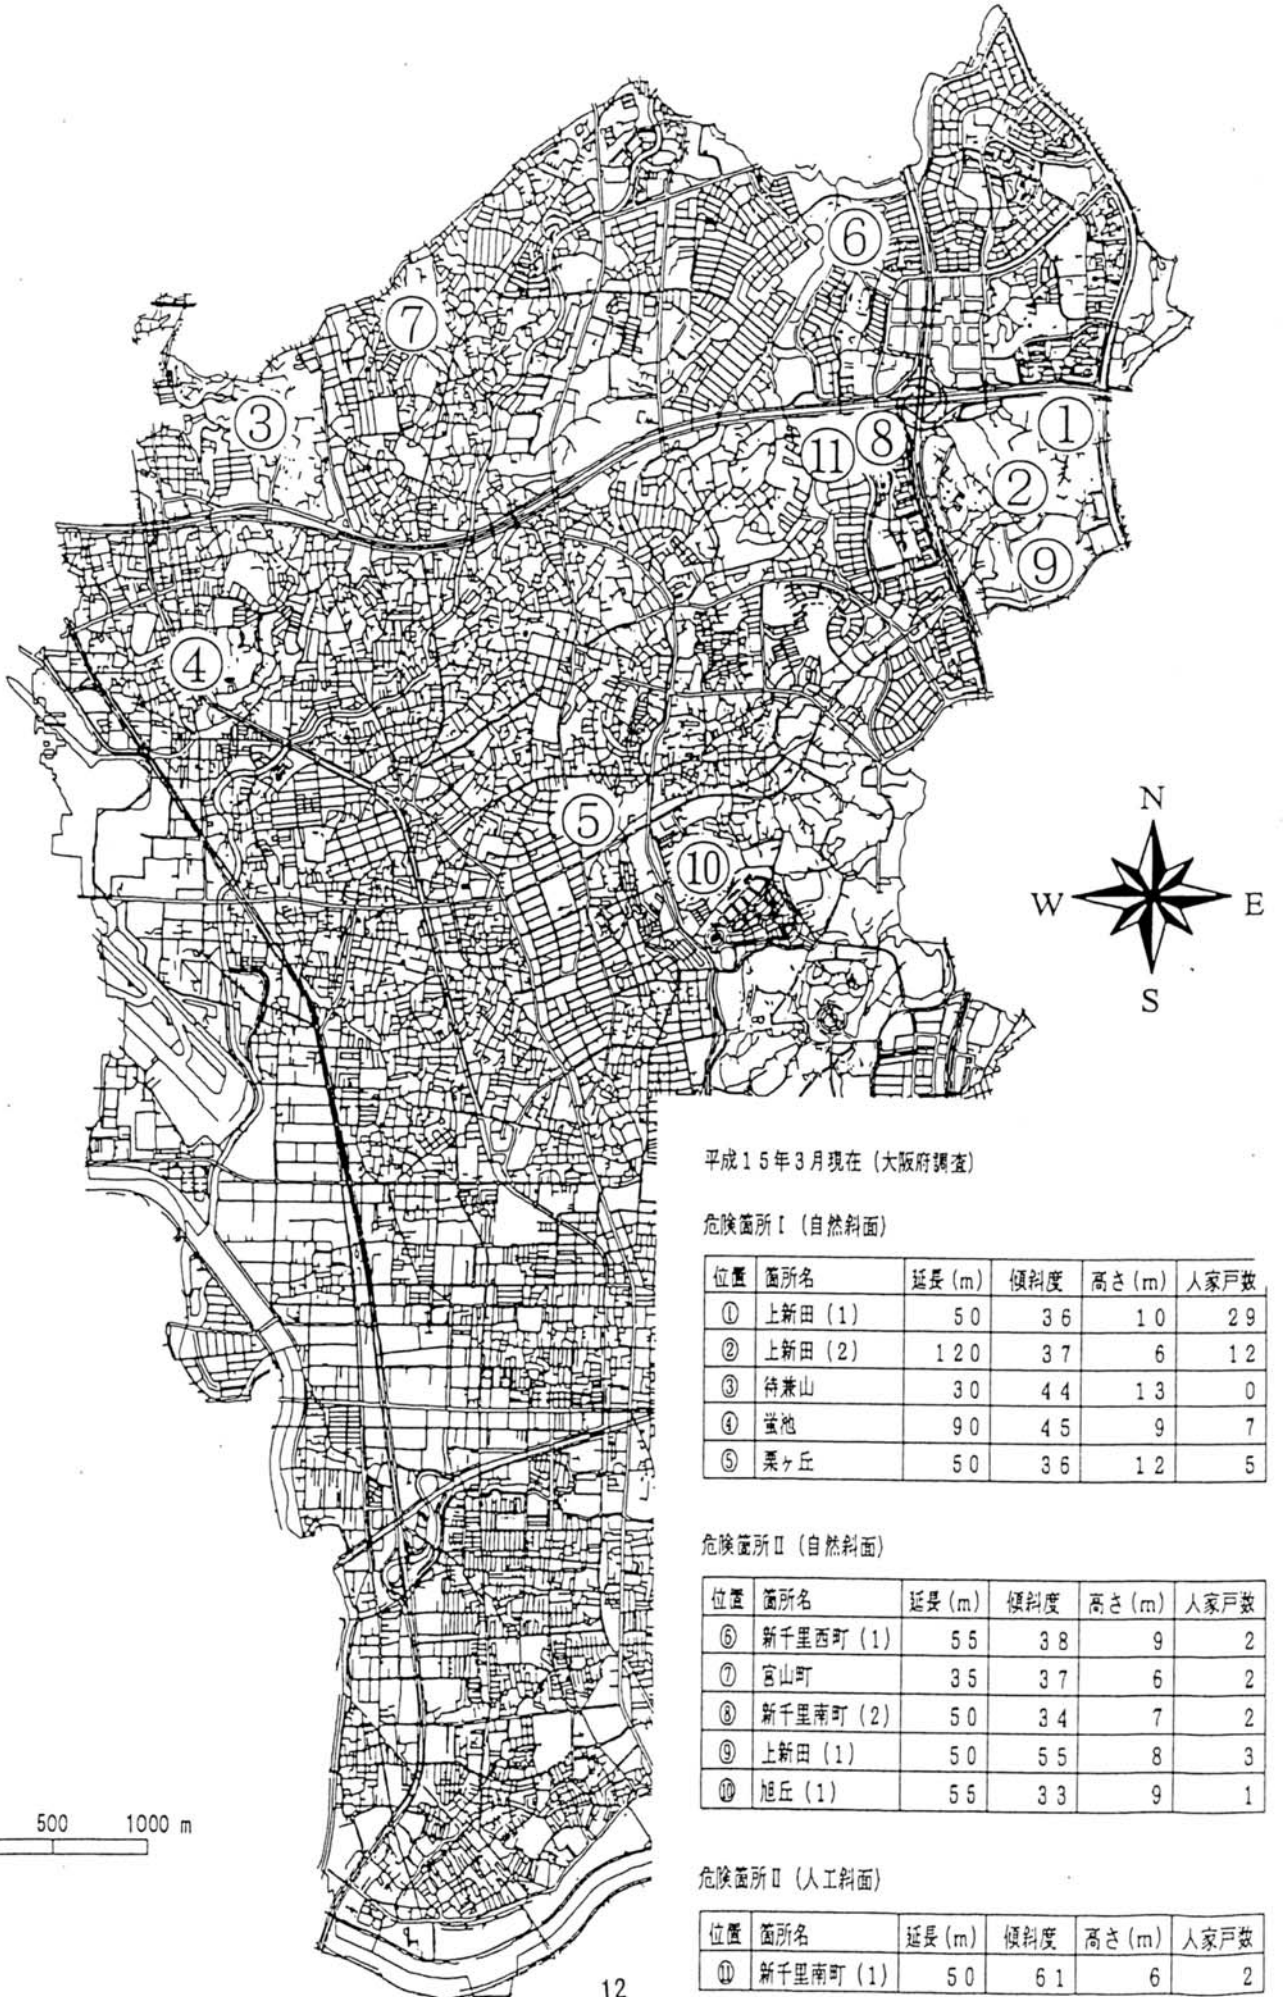 ⑥
⑦
③
①
⑧
⑪
②
⑨
④
⑤
⑩
N
W E
S
平成15年3月現在(大阪府調査)
危険箇所Ⅰ(自然斜面)
位置 箇所名 延長(m) 傾斜度 高さ(m) 人家戸数
① 上新田(1) 50 36 10 29
② 上新田(2) 120 37 6 12
③ 待兼山 30 44 13 0
④ 蛍池 90 45 9 7
⑤ 栗ヶ丘 50 36 12 5
危険箇所Ⅱ(自然斜面)
位置 箇所名 延長(m) 傾斜度 高さ(m) 人家戸数
⑥ 新千里西町(1) 55 38 9 2
⑦ 宮山町 35 37 6 2
⑧ 新千里南町(2) 50 34 7 2
⑨ 上新田(1) 50 55 8 3
⑩ 旭丘(1) 55 33 9 1
500 1000 m
危険箇所Ⅱ(人工斜面)
位置 箇所名 延長(m) 傾斜度 高さ(m) 人家戸数
⑪ 新千里南町(1) 50 61 6 2
12